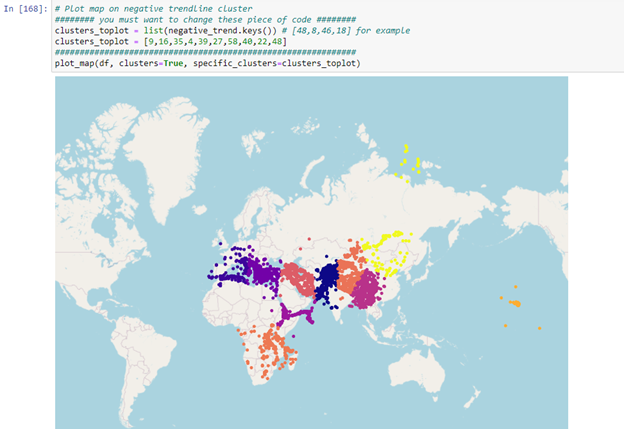 In [168]:
# Plot map on negative trendline cluster
######## you must want to change these piece of code ########
clusters_toplot = list(negative_trend.keys()) # [48,8,46,18] for example
clusters_toplot = [9,16,35,4,39,27,58,40,22,48]
#############################################################
plot_map(df, clusters=True, specific_clusters=clusters_toplot)